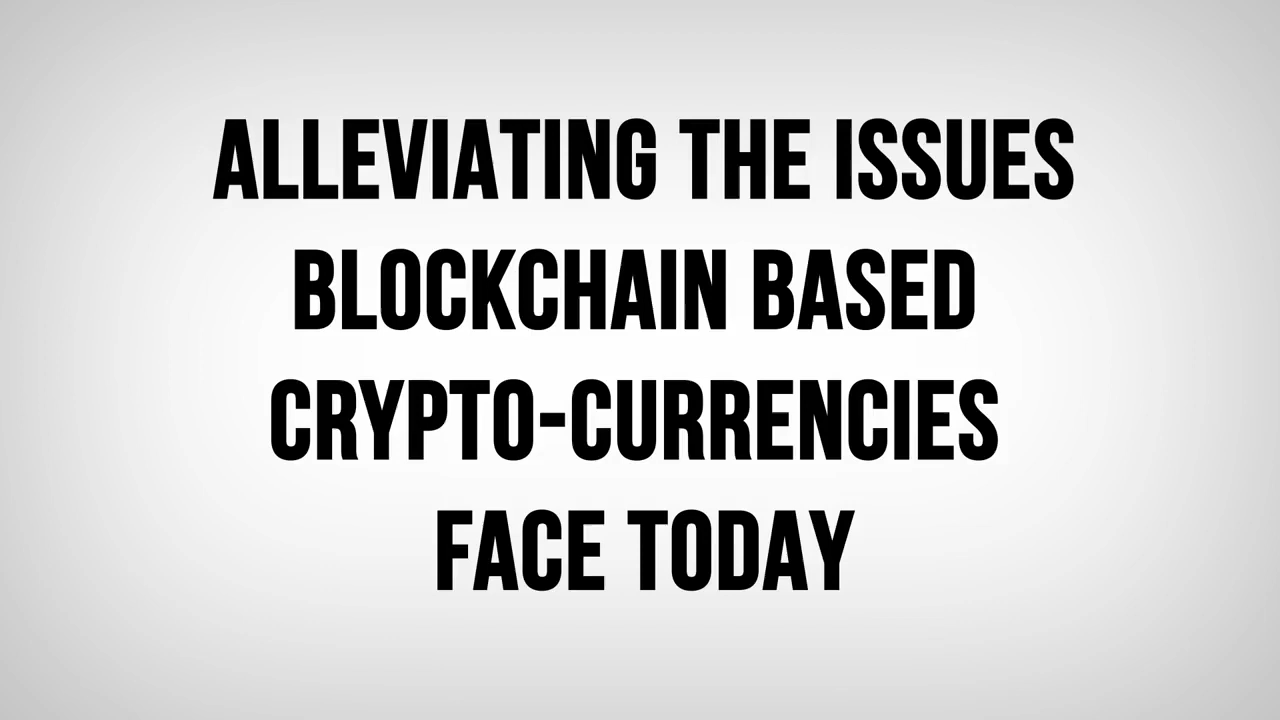 ALLEVIATING THE ISSUES
BLOCKCHAIN BASED
CRYPTO-CURRENCIES
FACE TODAY